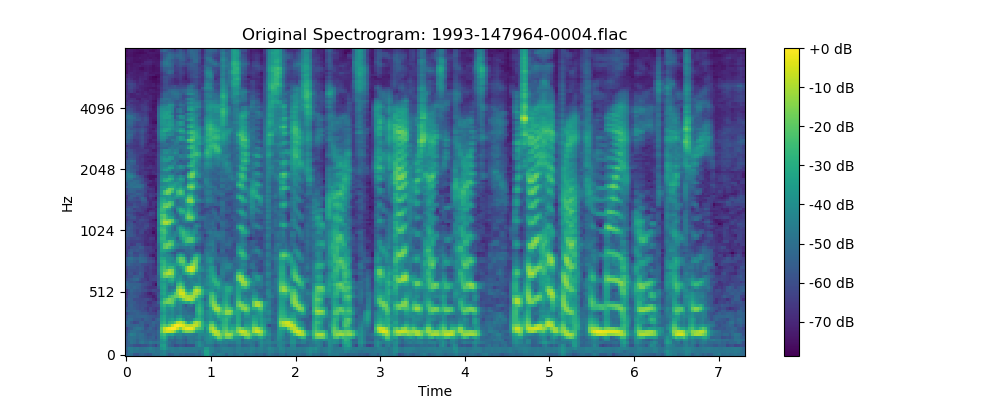 Original Spectrogram: 1993-147964-0004.flac
Hz
4096
2048
1024
512
0
0 1 2 3 4 5 6 7
Time
+0 dB
-10 dB
-20 dB
-30 dB
-40 dB
-50 dB
-60 dB
-70 dB